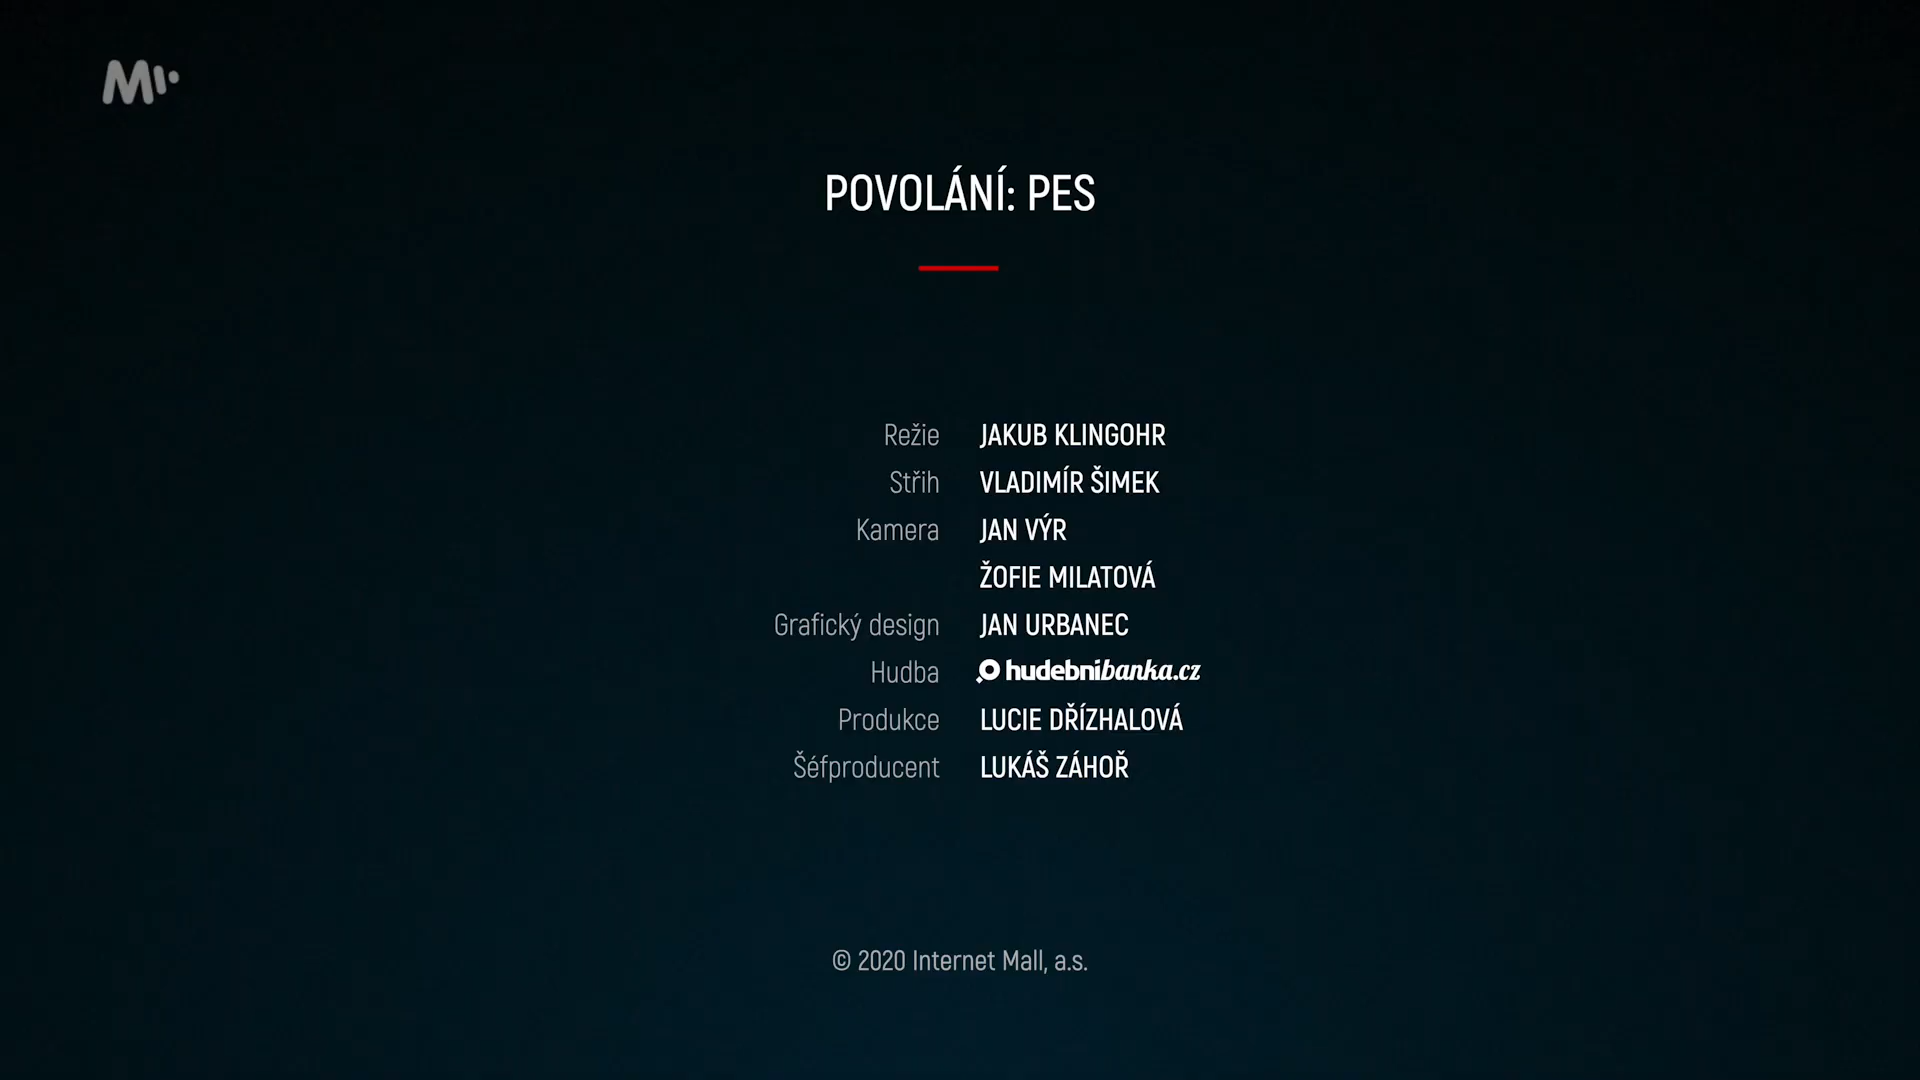 M
POVOLÁNÍ: PES
Režie JAKUB KLINGOHR
Střih VLADIMÍR ŠIMEK
Kamera JAN VÝR
ŽOFIE MILATOVÁ
Grafický design JAN URBANEC
Hudba hudebnibanka.cz
Produkce LUCIE DŘÍZHALOVÁ
Šéfproducent LUKÁŠ ZÁHOŘ
© 2020 Internet Mall, a.s.